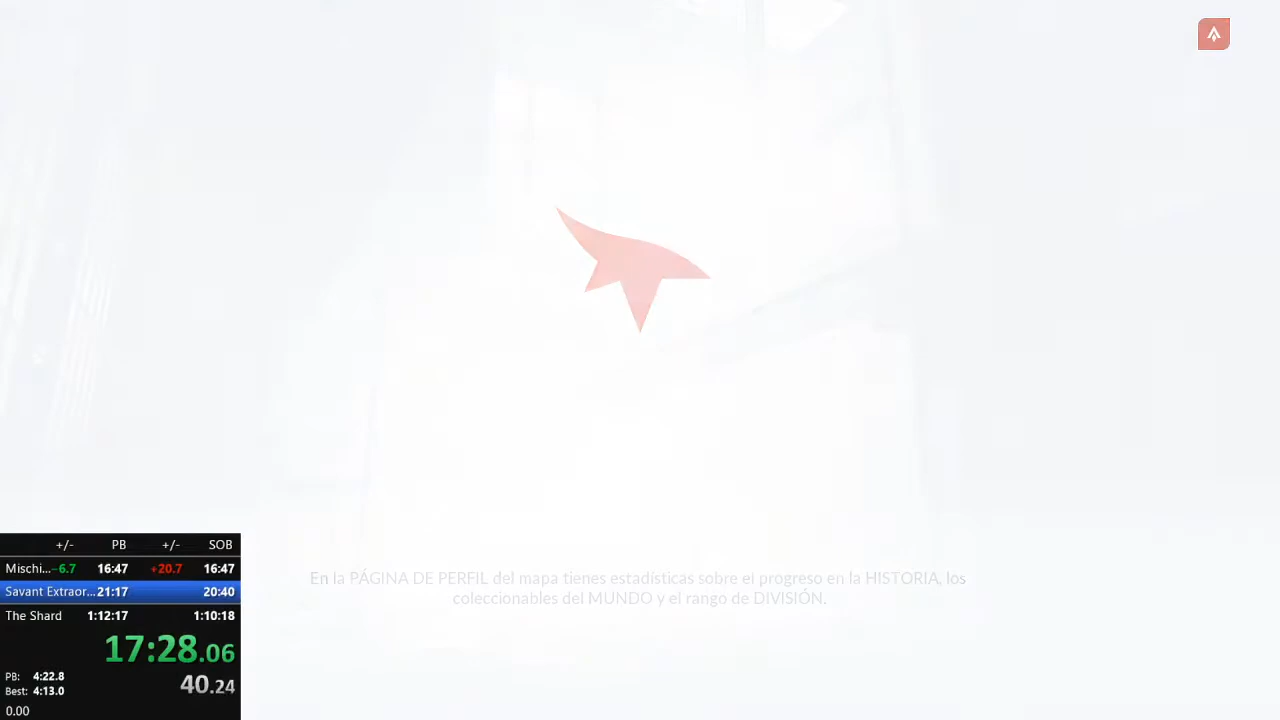 En la PÁGINA DE PERFIL del mapa tienes estadísticas sobre el progreso en la HISTORIA, los
coleccionables del MUNDO y el rango de DIVISIÓN.
+/- PB +/- SOB
Mischi... −6.7 16:47 +20.7 16:47
Savant Extraor... 21:17 20:40
The Shard 1:12:17 1:10:18
17:28.06
PB: 4:22.8
40.24
Best: 4:13.0
0.00